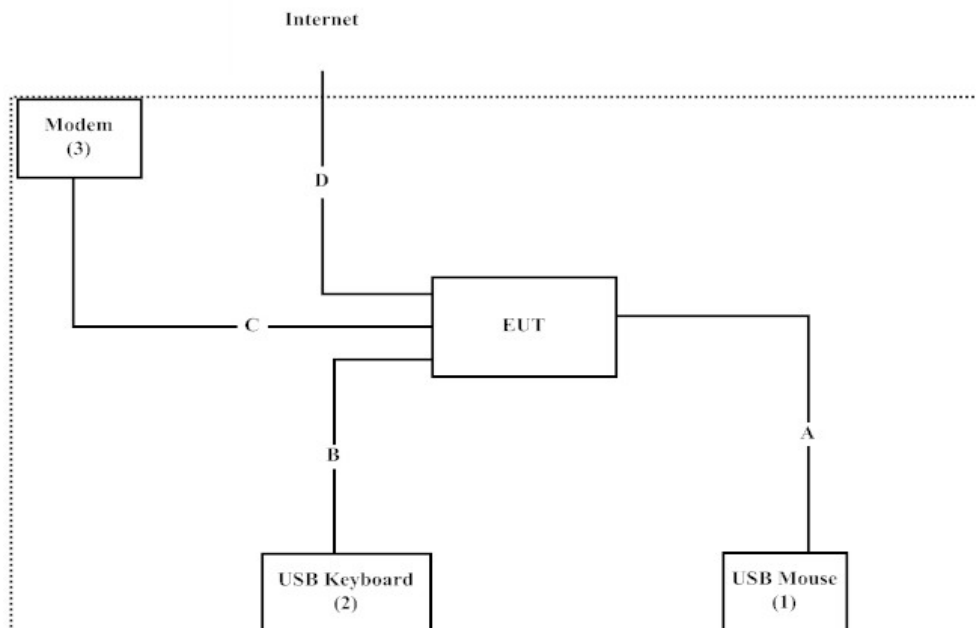 Internet
Modem
(3)
D
C
EUT
B
A
USB Keyboard
(2)
USB Mouse
(1)